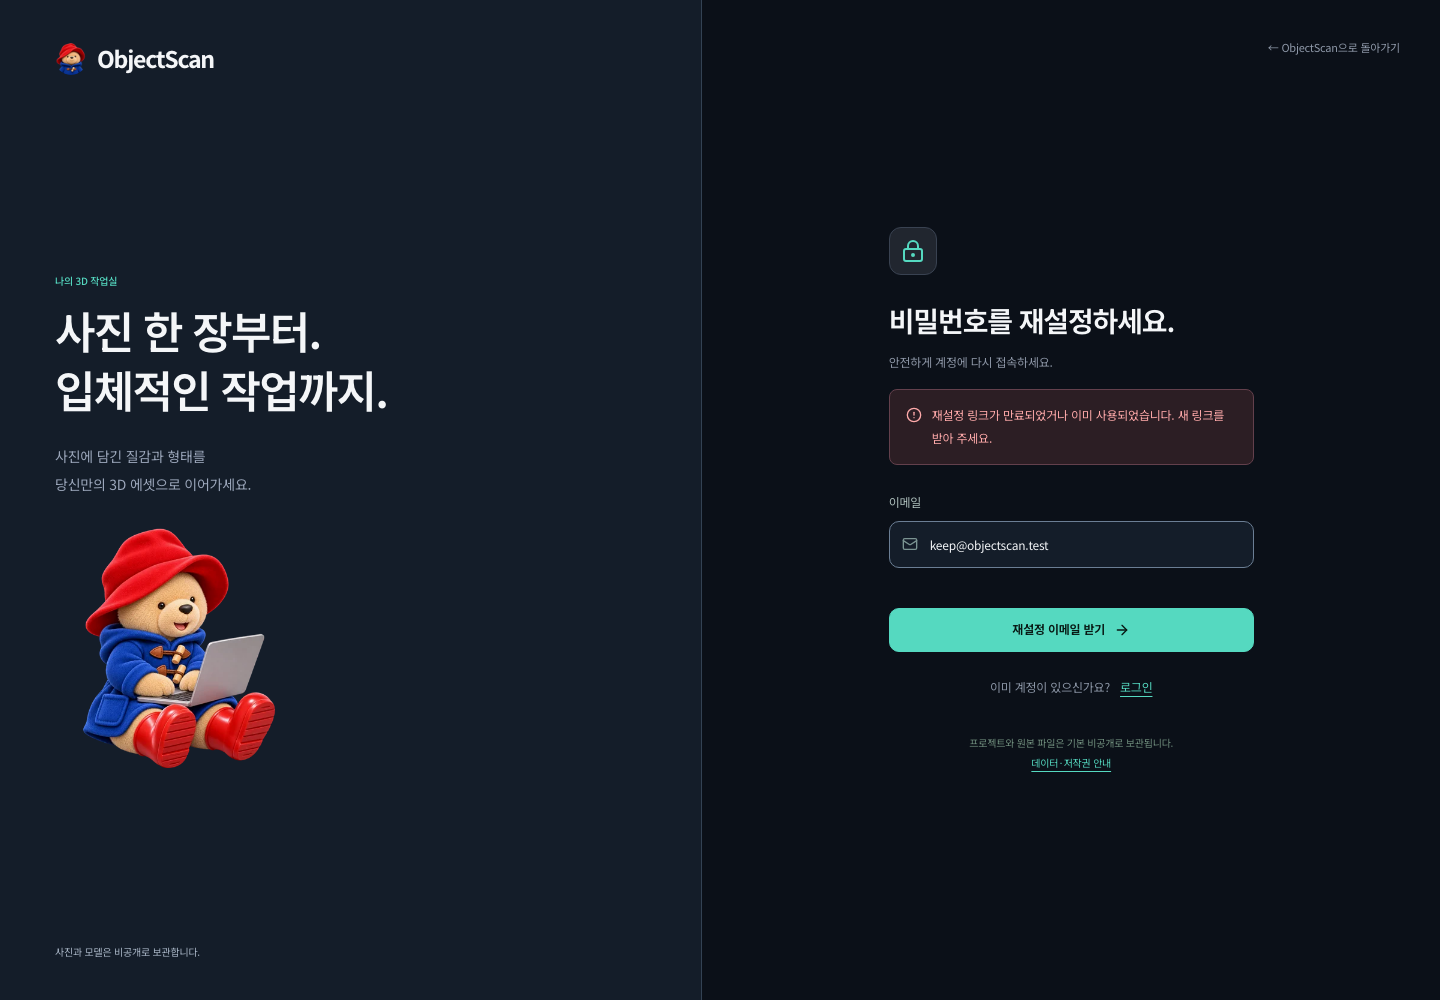 ObjectScan
← ObjectScan으로 돌아가기
나의 3D 작업실
사진 한 장부터.
입체적인 작업까지.
사진에 담긴 질감과 형태를
당신만의 3D 에셋으로 이어가세요.
사진과 모델은 비공개로 보관합니다.
비밀번호를 재설정하세요.
안전하게 계정에 다시 접속하세요.
재설정 링크가 만료되었거나 이미 사용되었습니다. 새 링크를
받아 주세요.
이메일
keep@objectscan.test
재설정 이메일 받기 →
이미 계정이 있으신가요? 로그인
프로젝트와 원본 파일은 기본 비공개로 보관됩니다.
데이터·저작권 안내